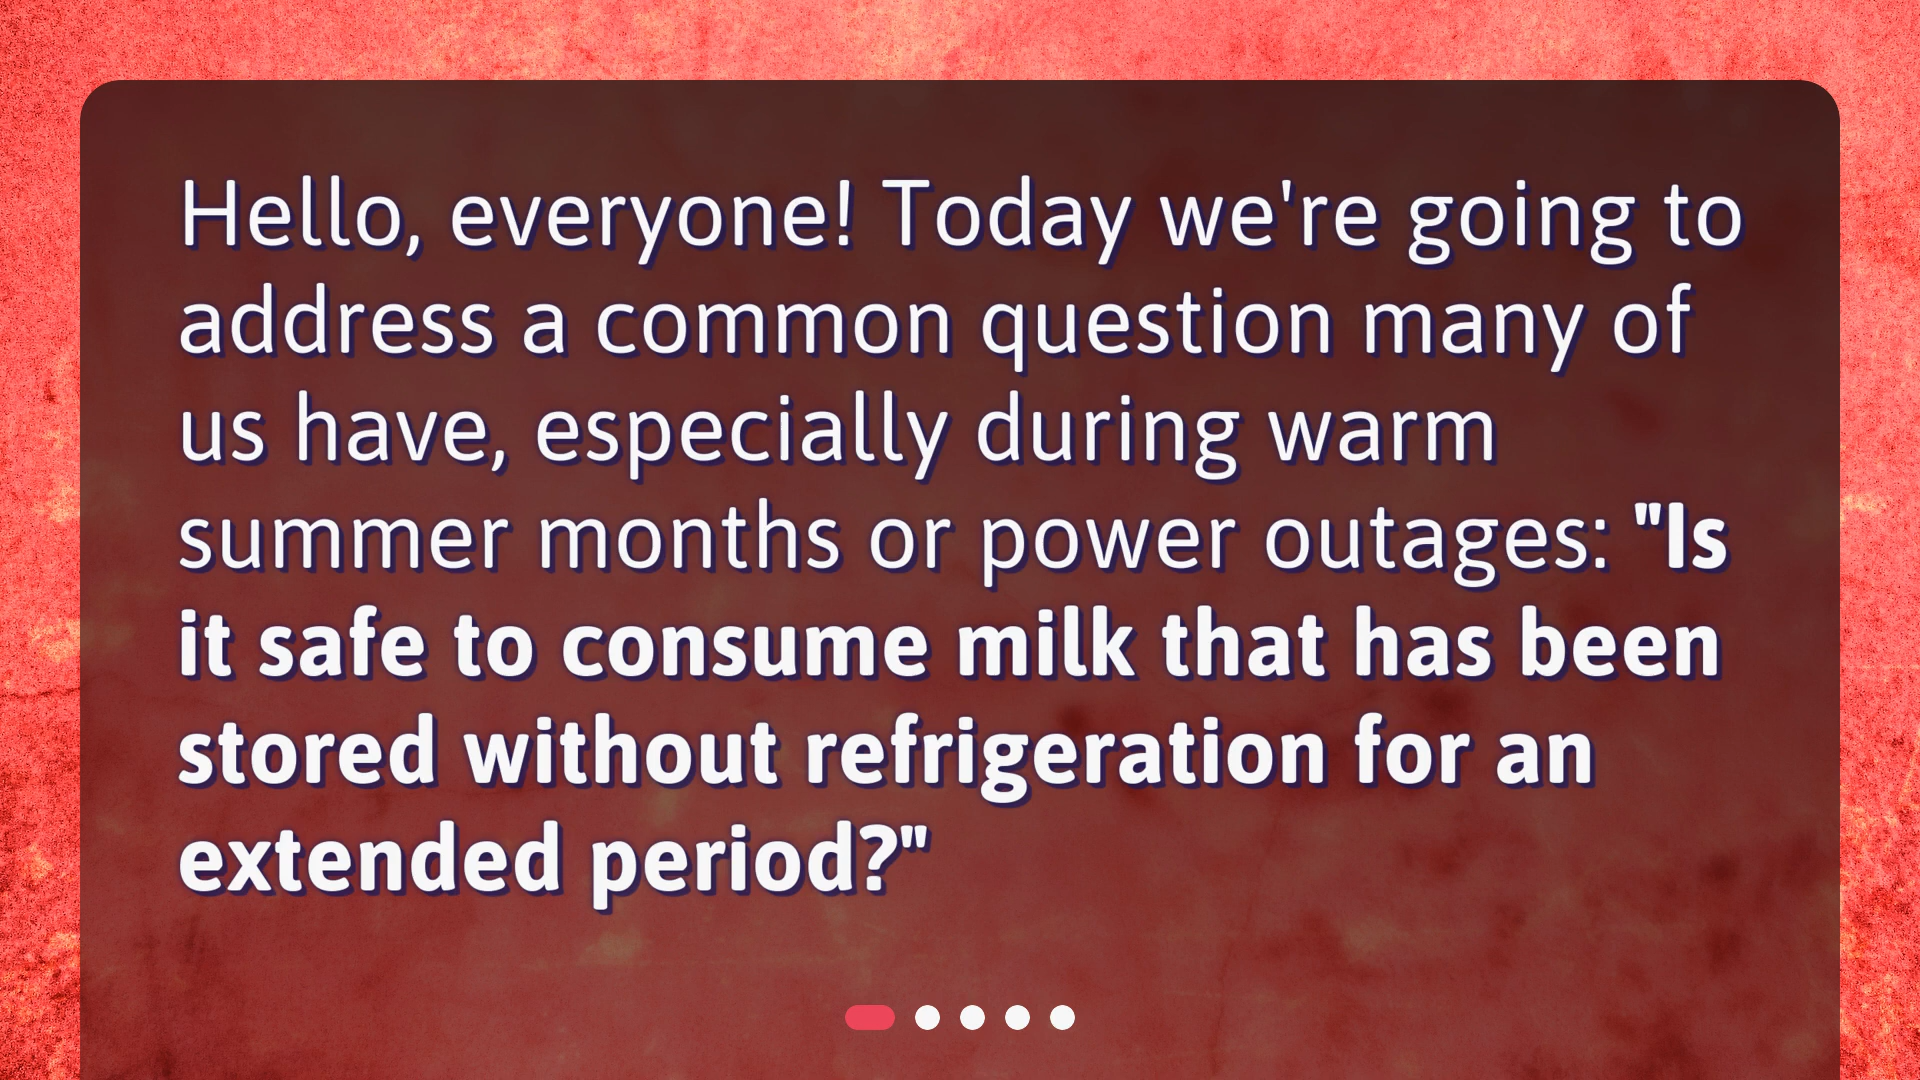 Hello, everyone! Today we're going to
address a common question many of
us have, especially during warm
summer months or power outages: "Is
it safe to consume milk that has been
stored without refrigeration for an
extended period?"